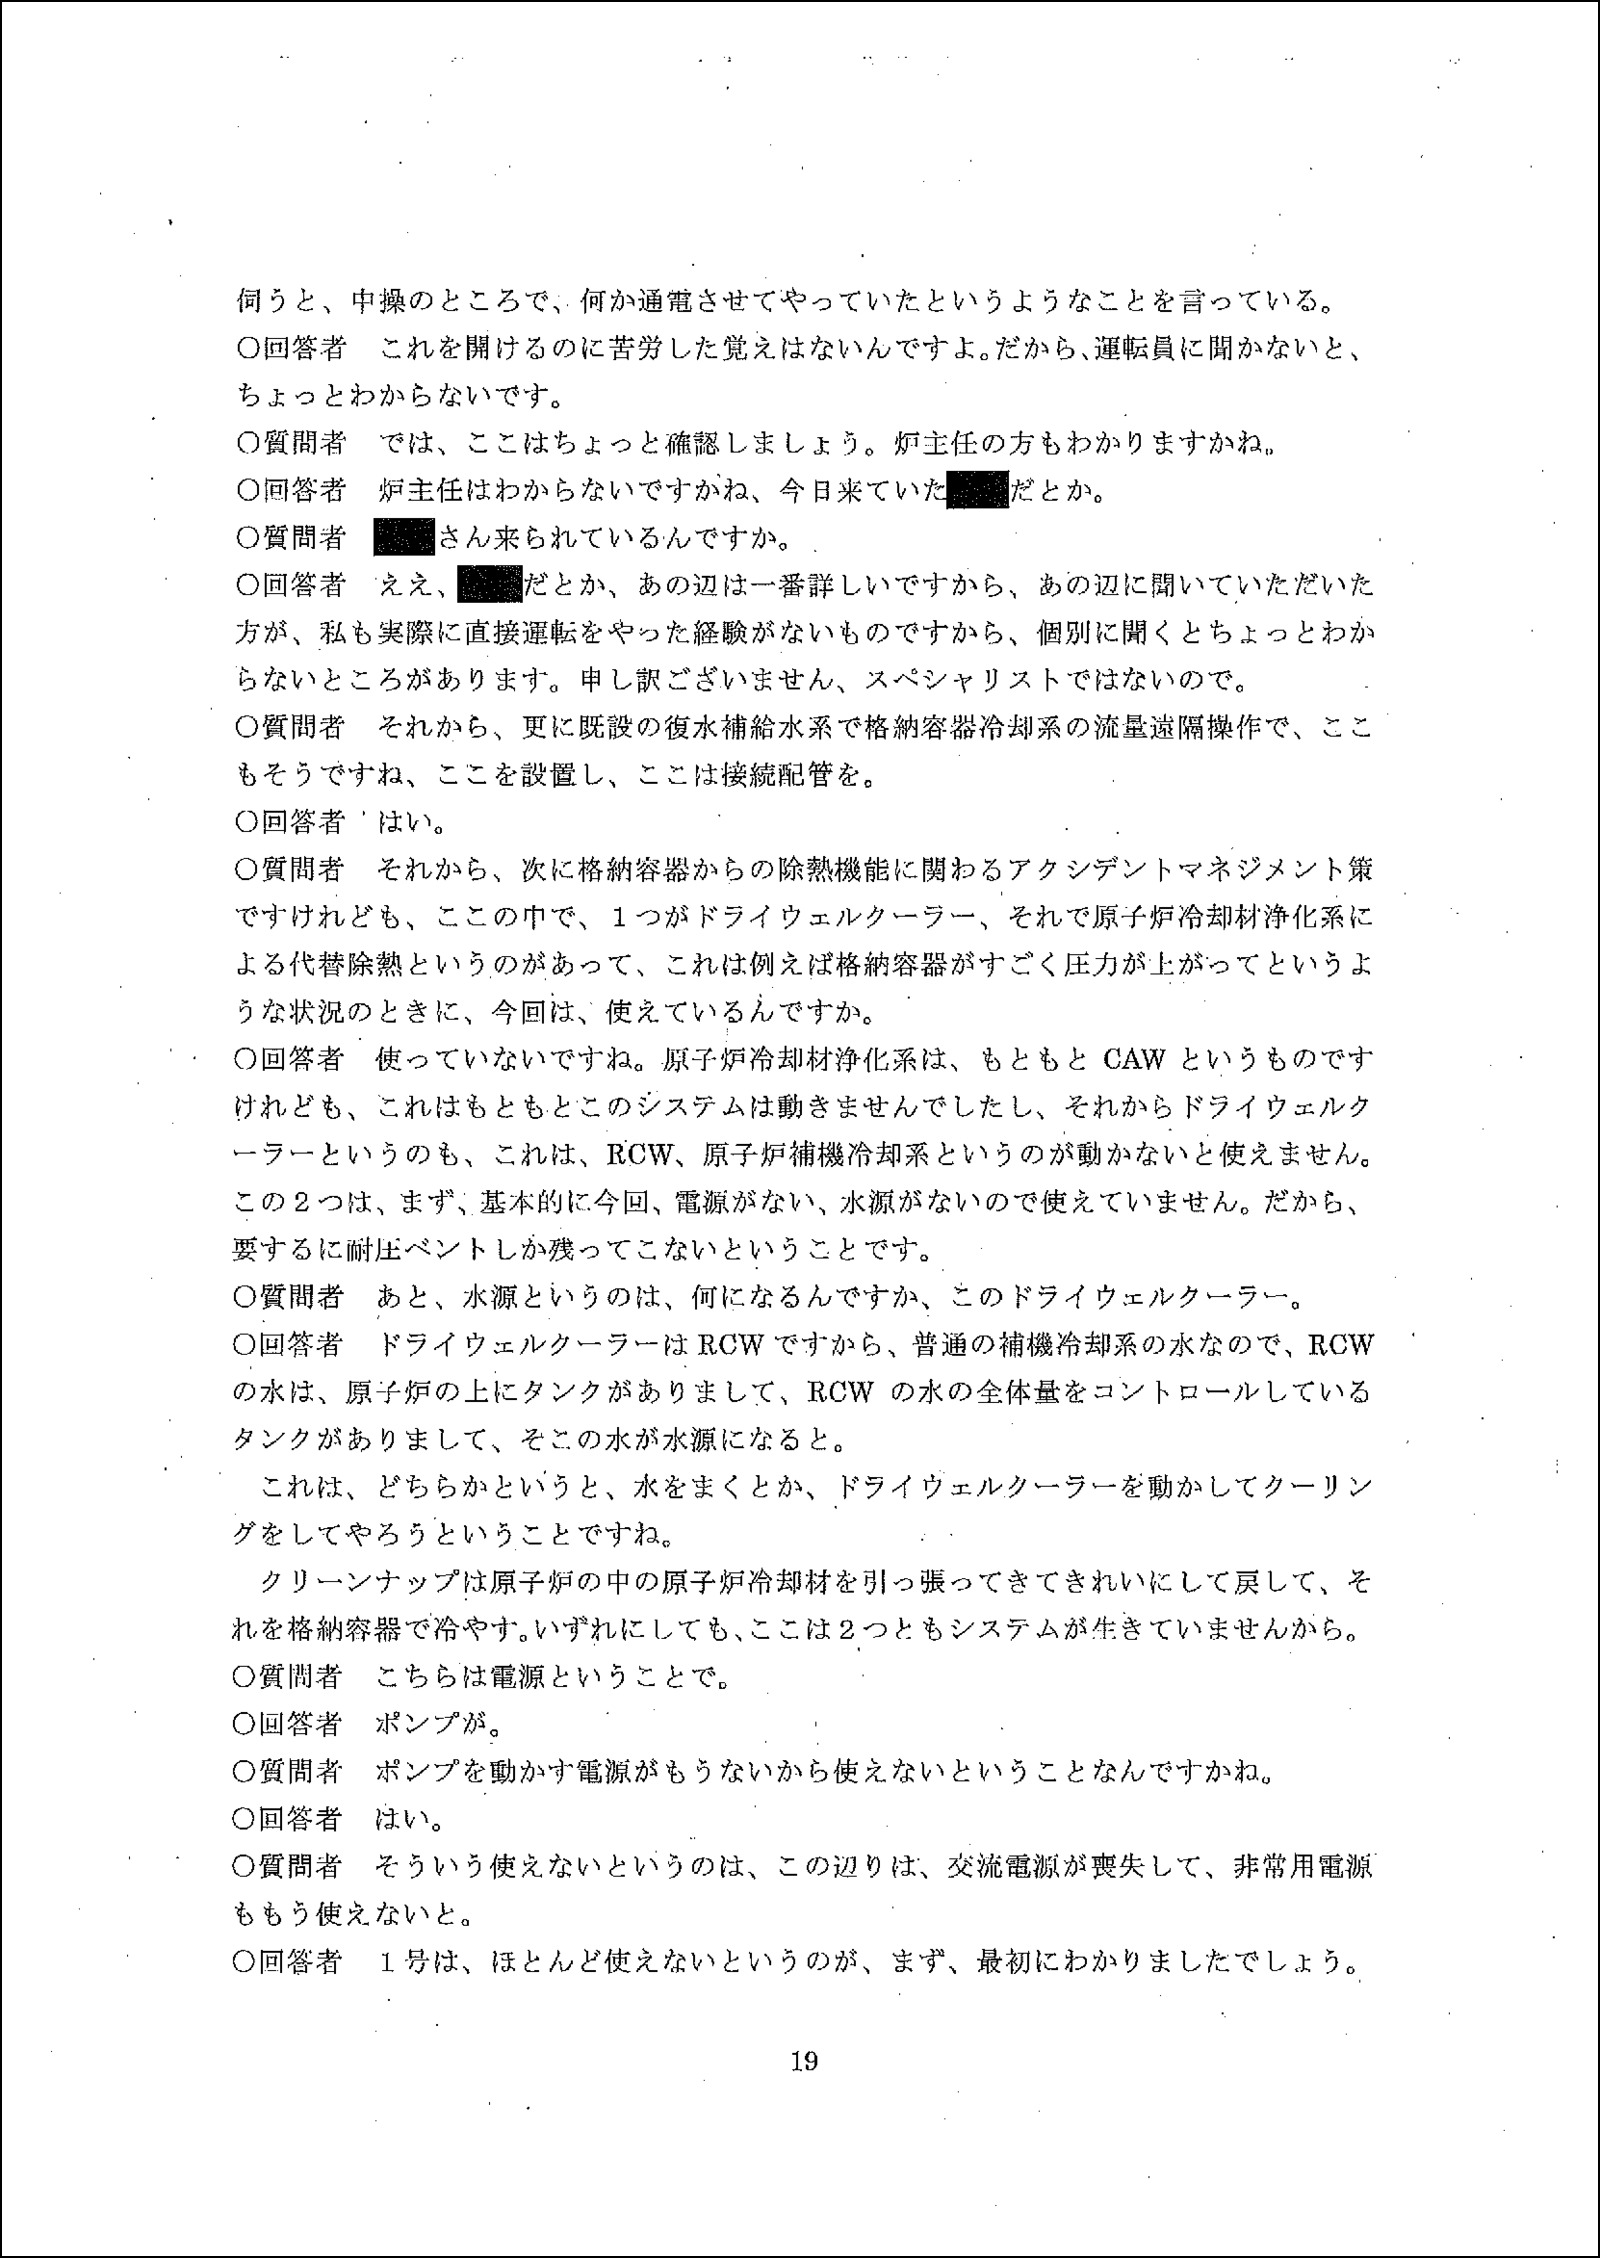 伺うと、中操のところで、何か通電させてやっていたというようなことを言っている。
〇回答者　これを開けるのに苦労した覚えはないんですよ。だから、運転員に聞かないと、
ちょっとわからないです。
〇質問者　では、ここはちょっと確認しましょう。炉主任の方もわかりますかね。
〇回答者　炉主任はわからないですかね、今日来ていただとか。
〇質問者　さん来られているんですか。
〇回答者　ええ、だとか、あの辺は一番詳しいですから、あの辺に聞いていただいた
方が、私も実際に直接運転をやった経験がないものですから、個別に聞くとちょっとわか
らないところがあります。申し訳ございません、スペシャリストではないので。
〇質問者　それから、更に既設の復水補給水系で格納容器冷却系の流量遠隔操作で、ここ
もそうですね、ここを設置し、ここは接続配管を。
〇回答者　はい。
〇質問者　それから、次に格納容器からの除熱機能に関わるアクシデントマネジメント策
ですけれども、ここの中で、１つがドライウェルクーラー、それで原子炉冷却材浄化系に
よる代替除熱というのがあって、これは例えば格納容器がすごく圧力が上がってというよ
うな状況のときに、今回は、使えているんですか。
〇回答者　使っていないですね。原子炉冷却材浄化系は、もともと CAW というものです
けれども、これはもともとこのシステムは動きませんでしたし、それからドライウェルク
ーラーというのも、これは、RCW、原子炉補機冷却系というのが動かないと使えません。
この２つは、まず、基本的に今回、電源がない、水源がないので使えていません。だから、
要するに耐圧ベントしか残ってこないということです。
〇質問者　あと、水源というのは、何になるんですか、このドライウェルクーラー。
〇回答者　ドライウェルクーラーは RCW ですから、普通の補機冷却系の水なので、RCW
の水は、原子炉の上にタンクがありまして、RCW の水の全体量をコントロールしている
タンクがありまして、そこの水が水源になると。
　これは、どちらかというと、水をまくとか、ドライウェルクーラーを動かしてクーリン
グをしてやろうということですね。
　クリーンナップは原子炉の中の原子炉冷却材を引っ張ってきてきれいにして戻して、そ
れを格納容器で冷やす。いずれにしても、ここは２つともシステムが生きていませんから。
〇質問者　こちらは電源ということで。
〇回答者　ポンプが。
〇質問者　ポンプを動かす電源がもうないから使えないということなんですかね。
〇回答者　はい。
〇質問者　そういう使えないというのは、この辺りは、交流電源が喪失して、非常用電源
ももう使えないと。
〇回答者　１号は、ほとんど使えないというのが、まず、最初にわかりましたでしょう。
19